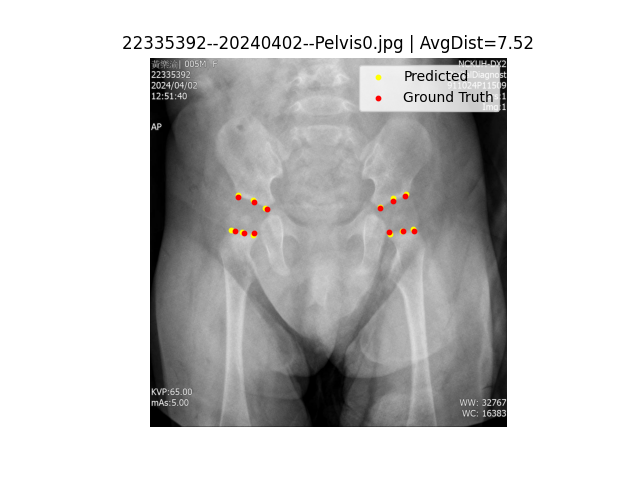 22335392--20240402--Pelvis0.jpg | AvgDist=7.52
005M F
22335392
2024/04/02
12:51:40
AP
Predicted
Ground Truth
KVP:65.00
mAs:5.00
WW: 32767
WC: 16383